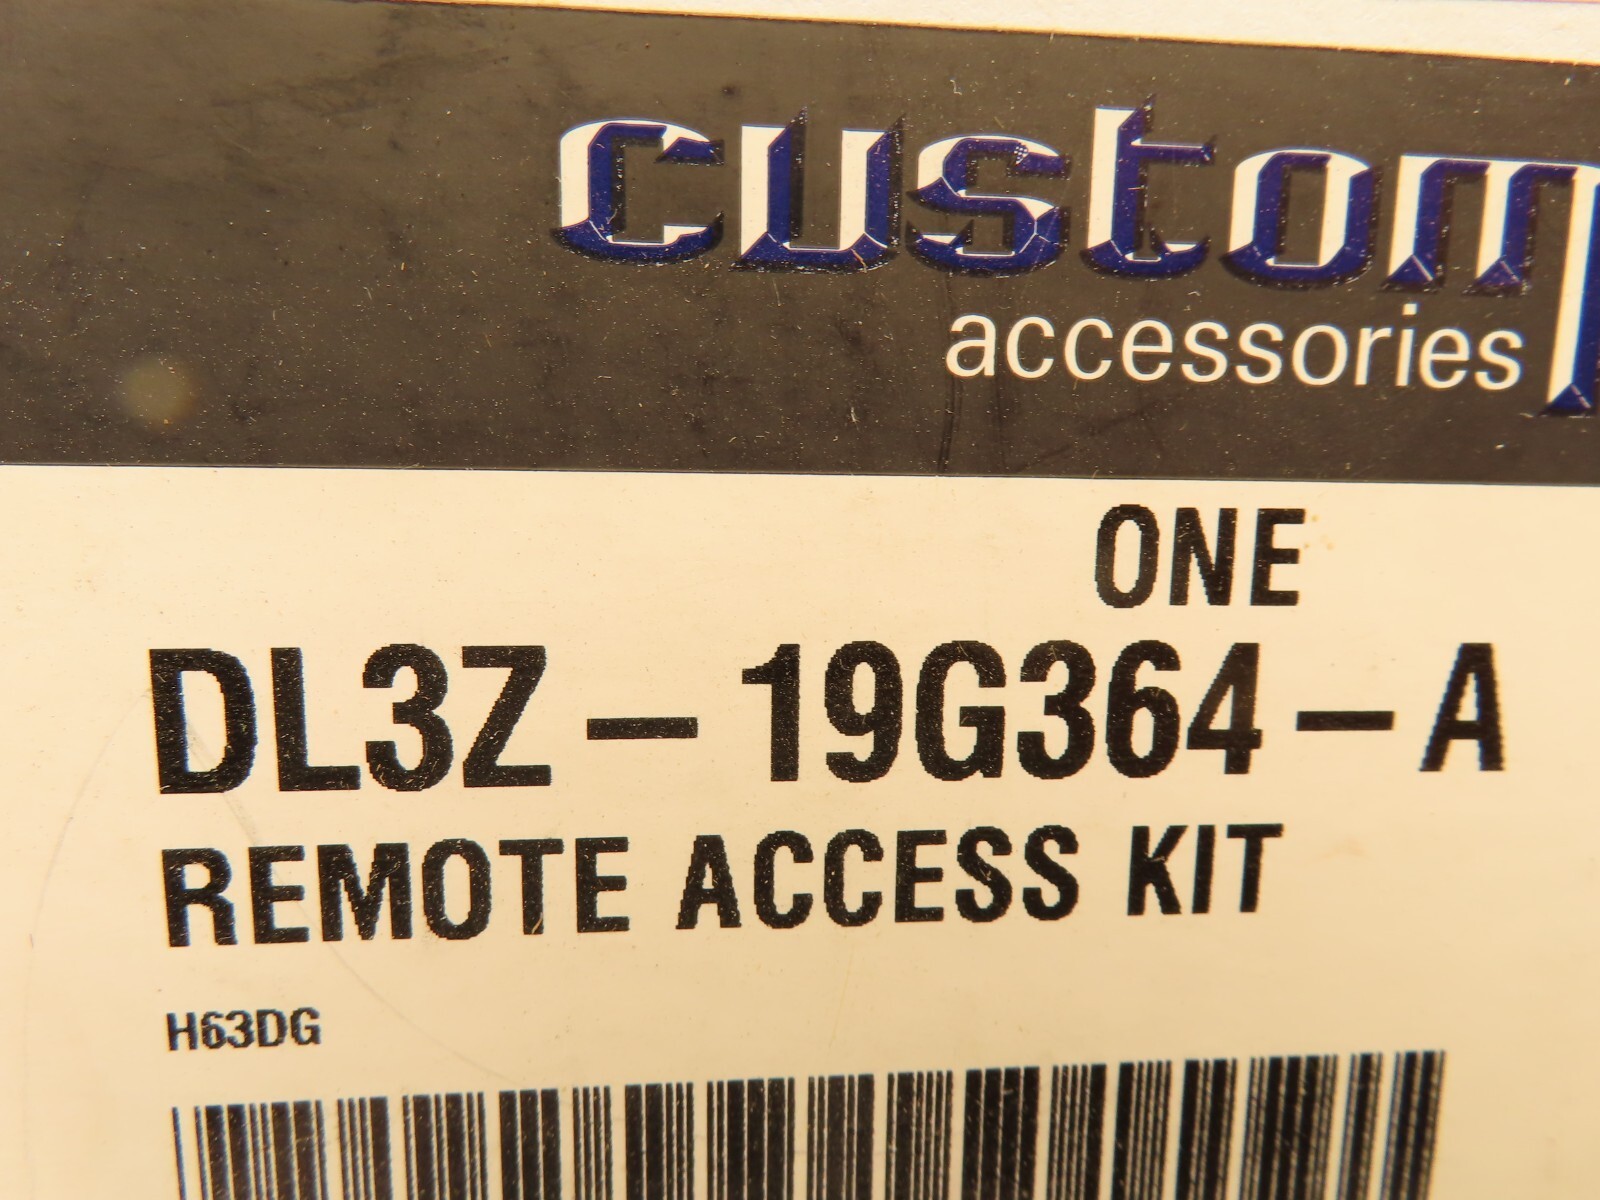 custom
accessories
ONE
DL3Z-19G364-A
REMOTE ACCESS KIT
H63DG